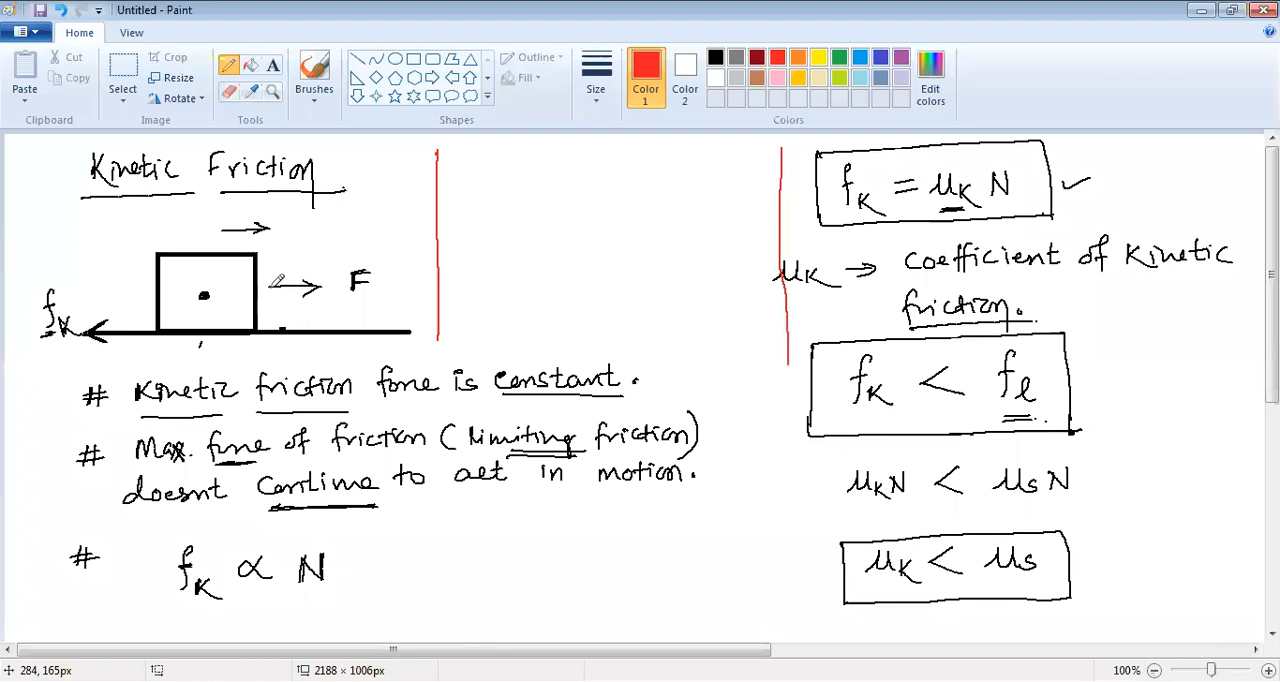 Untitled - Paint
Home
View
Paste
Cut
Copy
Clipboard
Select
Crop
Resize
Rotate
Image
A
Tools
Brushes
Outline
Fill
Shapes
Size
Color 1
Color 2
Edit colors
Colors
Kinetic Friction
F
fK
# Kinetic friction force is constant.
# Max. force of friction (limiting friction)
doesnt continue to act in motion.
# fK ∝ N
fK = μK N ✓
μK → coefficient of kinetic
friction.
fK < fl
μKN < μsN
μK < μs
284, 165px
2188 × 1006px
100%